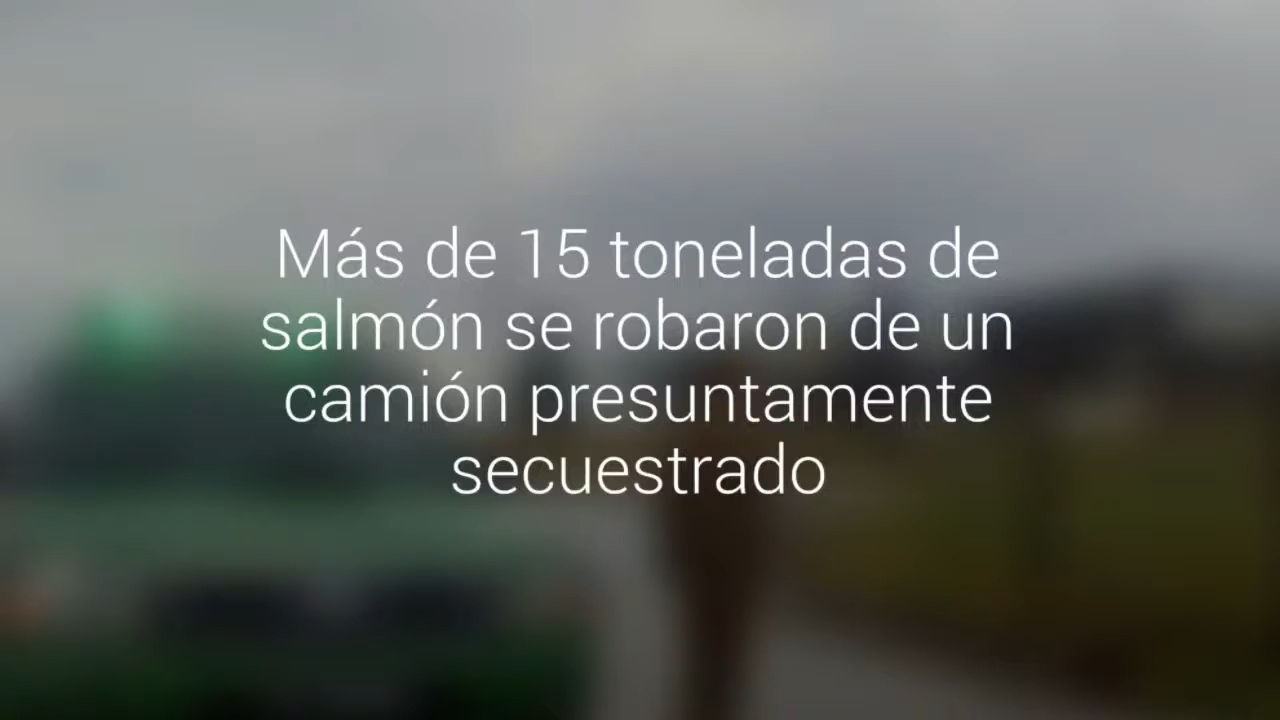 Más de 15 toneladas de
salmón se robaron de un
camión presuntamente
secuestrado